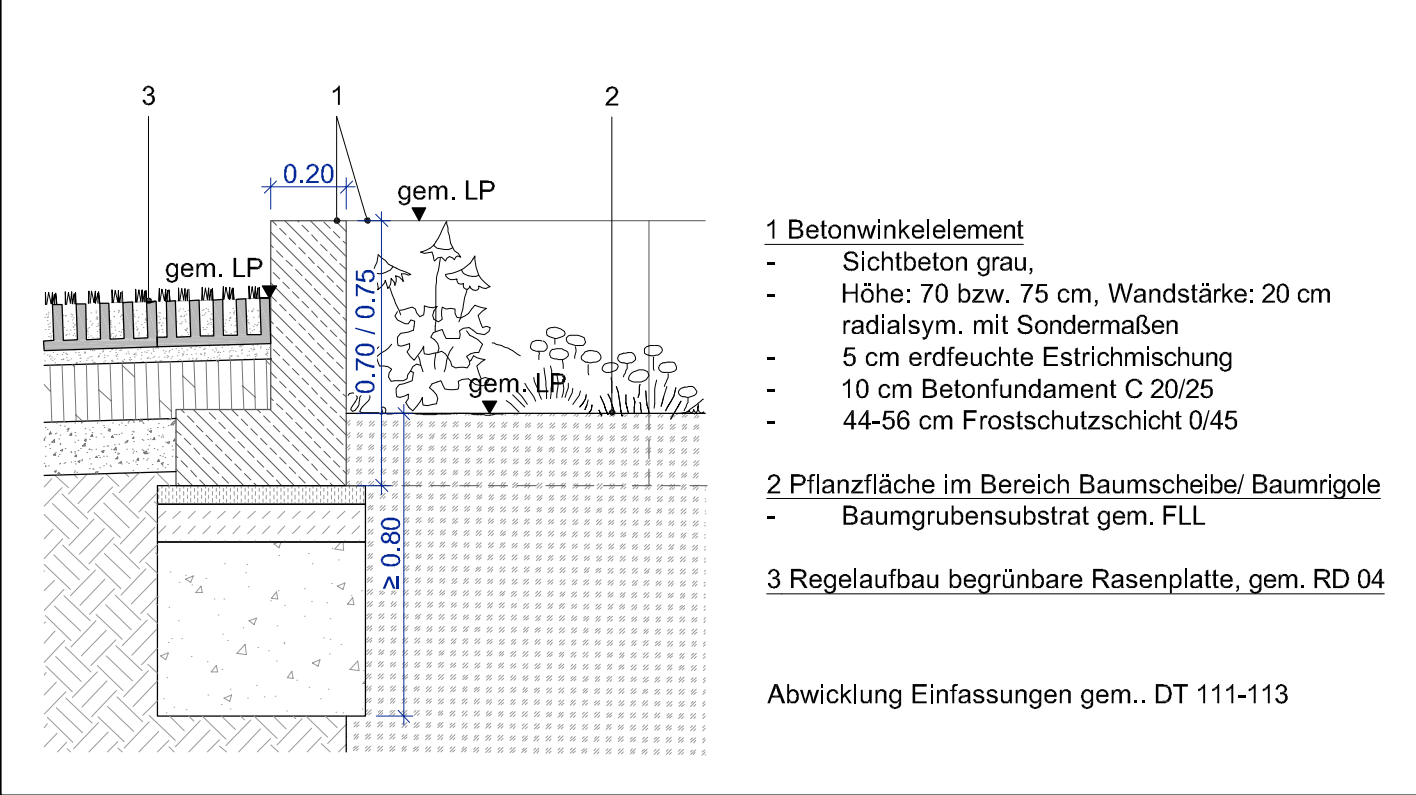 3
1
2
0.20
gem. LP
gem. LP
0.70 / 0.75
gem. LP
≥ 0.80
1 Betonwinkelelement
- Sichtbeton grau,
- Höhe: 70 bzw. 75 cm, Wandstärke: 20 cm
radialsym. mit Sondermaßen
- 5 cm erdfeuchte Estrichmischung
- 10 cm Betonfundament C 20/25
- 44-56 cm Frostschutzschicht 0/45
2 Pflanzfläche im Bereich Baumscheibe/ Baumrigole
- Baumgrubensubstrat gem. FLL
3 Regelaufbau begrünbare Rasenplatte, gem. RD 04
Abwicklung Einfassungen gem.. DT 111-113